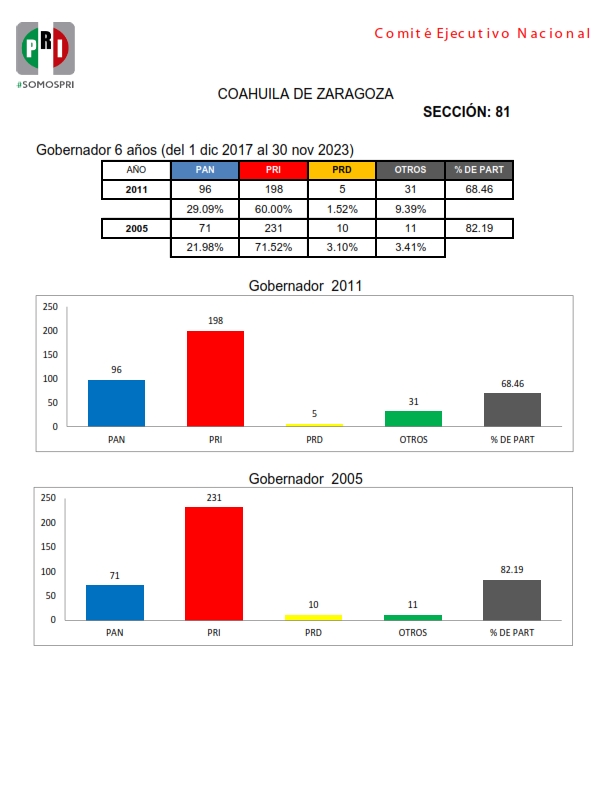 Comité Ejecutivo Nacional
PRI
#SOMOSPRI
COAHUILA DE ZARAGOZA
SECCIÓN: 81
Gobernador 6 años (del 1 dic 2017 al 30 nov 2023)
AÑO PAN PRI PRD OTROS % DE PART
2011 96 198 5 31 68.46
29.09% 60.00% 1.52% 9.39%
2005 71 231 10 11 82.19
21.98% 71.52% 3.10% 3.41%
Gobernador 2011
250
200
150
100
50
0
96
198
5
31
68.46
PAN PRI PRD OTROS % DE PART
Gobernador 2005
250
200
150
100
50
0
71
231
10
11
82.19
PAN PRI PRD OTROS % DE PART